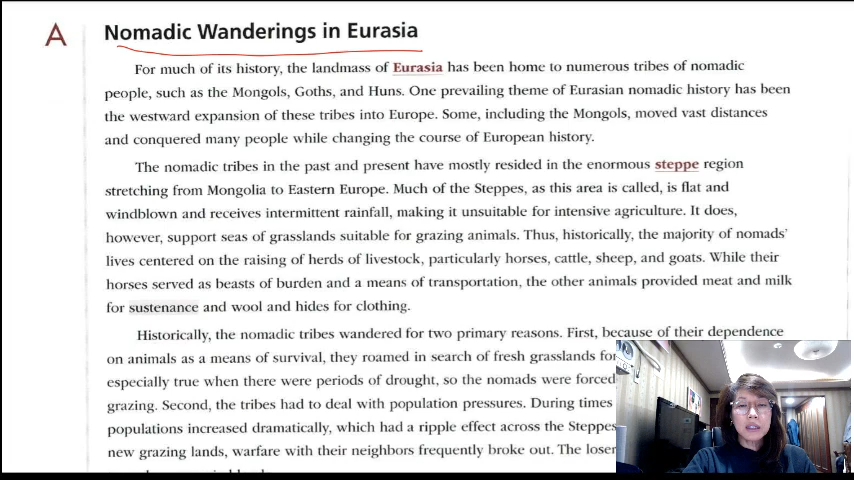 A
Nomadic Wanderings in Eurasia
For much of its history, the landmass of Eurasia has been home to numerous tribes of nomadic
people, such as the Mongols, Goths, and Huns. One prevailing theme of Eurasian nomadic history has been
the westward expansion of these tribes into Europe. Some, including the Mongols, moved vast distances
and conquered many people while changing the course of European history.
The nomadic tribes in the past and present have mostly resided in the enormous steppe region
stretching from Mongolia to Eastern Europe. Much of the Steppes, as this area is called, is flat and
windblown and receives intermittent rainfall, making it unsuitable for intensive agriculture. It does,
however, support seas of grasslands suitable for grazing animals. Thus, historically, the majority of nomads'
lives centered on the raising of herds of livestock, particularly horses, cattle, sheep, and goats. While their
horses served as beasts of burden and a means of transportation, the other animals provided meat and milk
for sustenance and wool and hides for clothing.
Historically, the nomadic tribes wandered for two primary reasons. First, because of their dependence
on animals as a means of survival, they roamed in search of fresh grasslands for
especially true when there were periods of drought, so the nomads were forced
grazing. Second, the tribes had to deal with population pressures. During times
populations increased dramatically, which had a ripple effect across the Steppes
new grazing lands, warfare with their neighbors frequently broke out. The loser